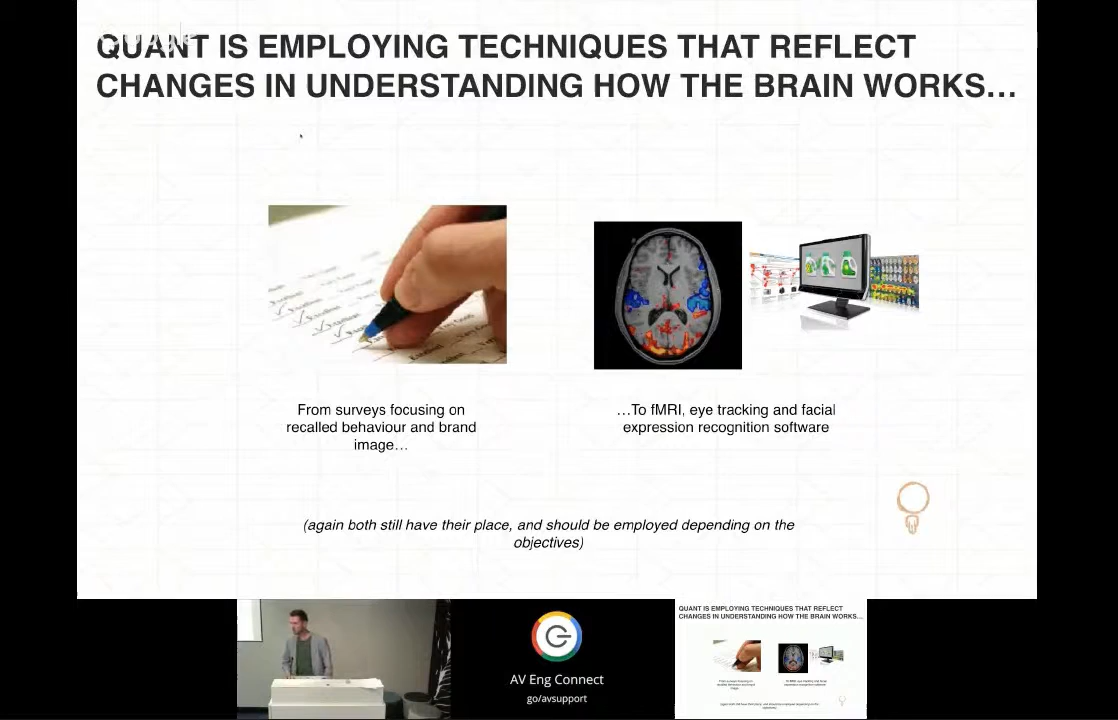 Google
QUANT IS EMPLOYING TECHNIQUES THAT REFLECT
CHANGES IN UNDERSTANDING HOW THE BRAIN WORKS…
From surveys focusing on
recalled behaviour and brand
image…
…To fMRI, eye tracking and facial
expression recognition software
(again both still have their place, and should be employed depending on the
objectives)
AV Eng Connect
go/avsupport
QUANT IS EMPLOYING TECHNIQUES THAT REFLECT
CHANGES IN UNDERSTANDING HOW THE BRAIN WORKS…